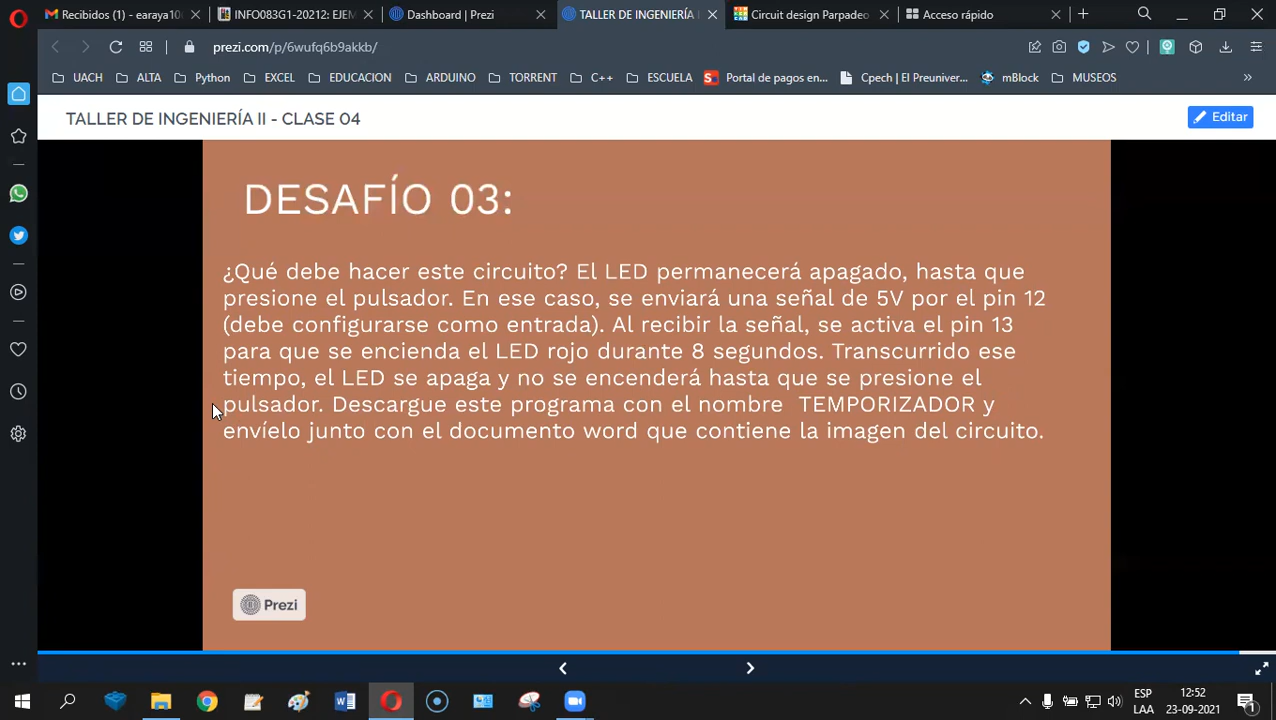 Recibidos (1) - earaya10
INFO083G1-20212: EJEM
Dashboard | Prezi
TALLER DE INGENIERÍA I
Circuit design Parpadeo
Acceso rápido
prezi.com/p/6wufq6b9akkb/
UACH
ALTA
Python
EXCEL
EDUCACION
ARDUINO
TORRENT
C++
ESCUELA
Portal de pagos en...
Cpech | El Preuniver...
mBlock
MUSEOS
TALLER DE INGENIERÍA II - CLASE 04
Editar
DESAFÍO 03:
¿Qué debe hacer este circuito? El LED permanecerá apagado, hasta que
presione el pulsador. En ese caso, se enviará una señal de 5V por el pin 12
(debe configurarse como entrada). Al recibir la señal, se activa el pin 13
para que se encienda el LED rojo durante 8 segundos. Transcurrido ese
tiempo, el LED se apaga y no se encenderá hasta que se presione el
pulsador. Descargue este programa con el nombre TEMPORIZADOR y
envíelo junto con el documento word que contiene la imagen del circuito.
Prezi
ESP
LAA
12:52
23-09-2021
1